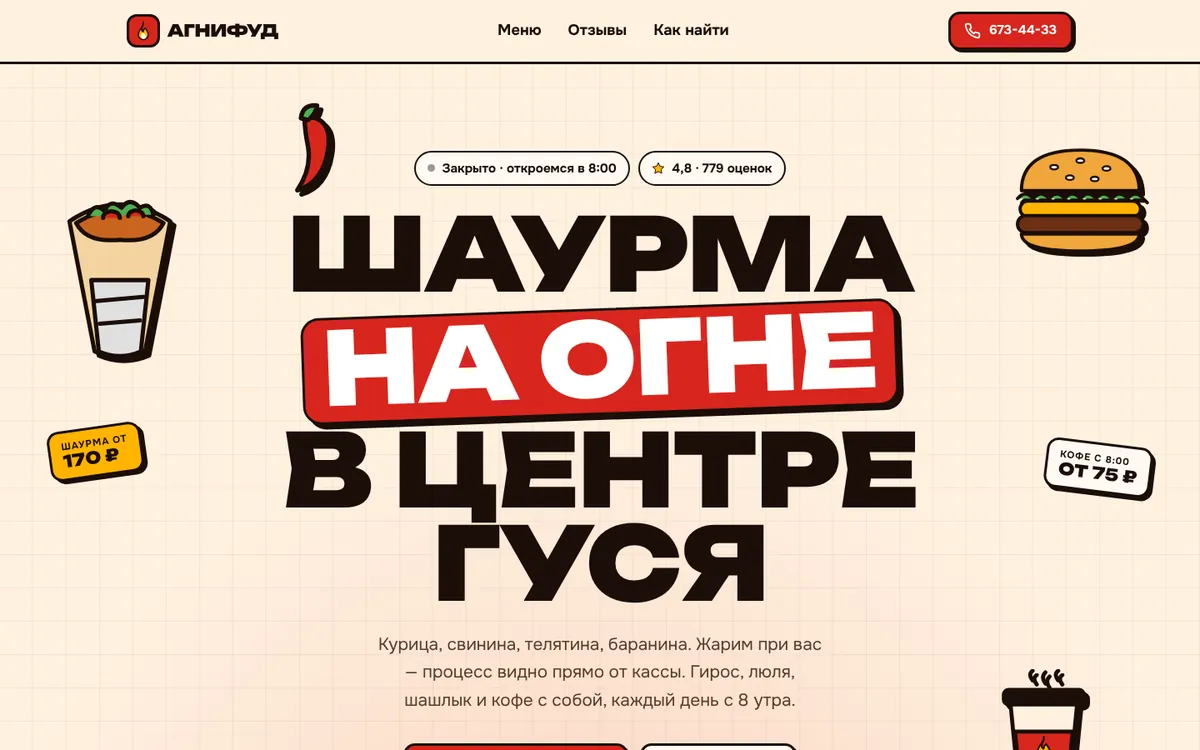 АГНИФУД
Меню
Отзывы
Как найти
673-44-33
Закрыто · откроемся в 8:00
4,8 · 779 оценок
ШАУРМА
НА ОГНЕ
В ЦЕНТРЕ
ГУСЯ
ШАУРМА ОТ
170 ₽
КОФЕ С 8:00
ОТ 75 ₽
Курица, свинина, телятина, баранина. Жарим при вас
— процесс видно прямо от кассы. Гирос, люля,
шашлык и кофе с собой, каждый день с 8 утра.